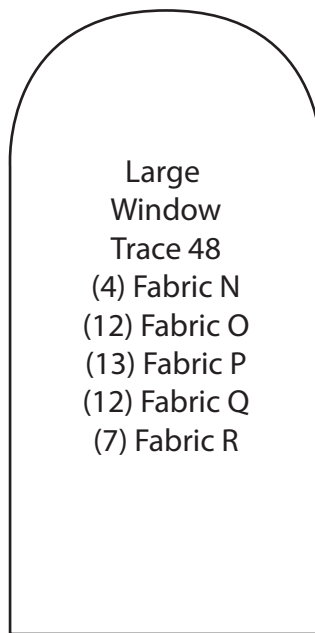 Large
Window
Trace 48
(4) Fabric N
(12) Fabric O
(13) Fabric P
(12) Fabric Q
(7) Fabric R